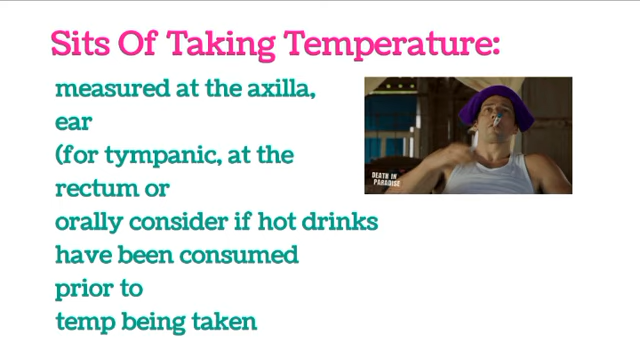 Sits Of Taking Temperature:
measured at the axilla,
ear
(for tympanic, at the
rectum or
orally consider if hot drinks
have been consumed
prior to
temp being taken
DEATH IN
PARADISE